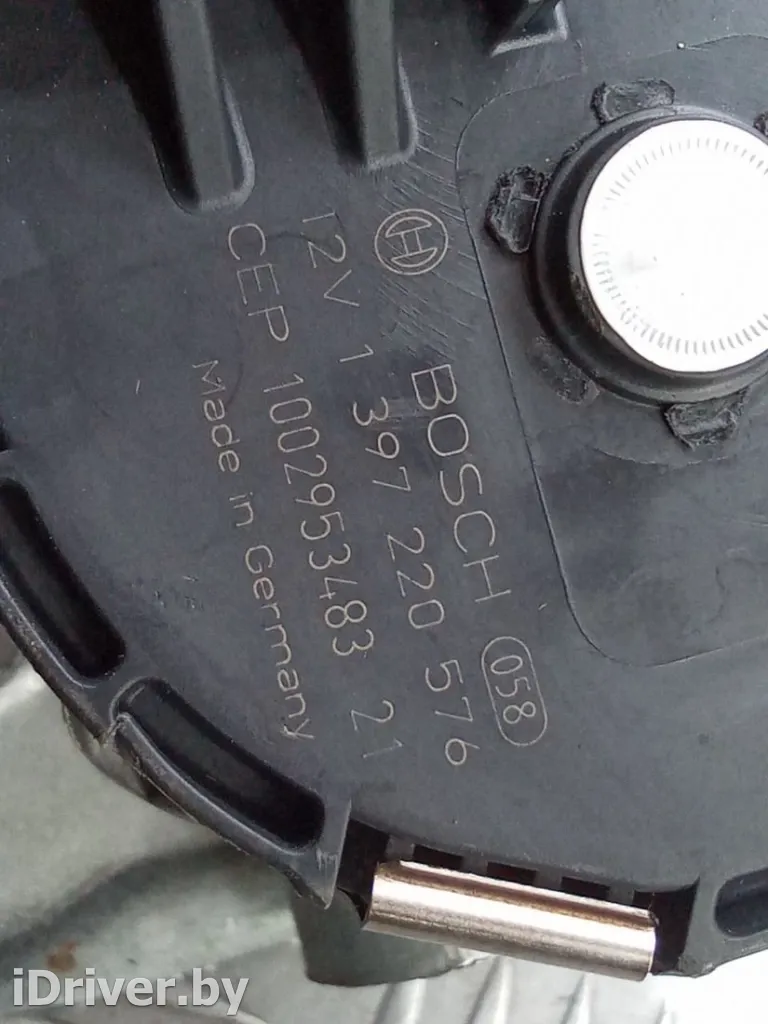 BOSCH 058
12V 1 397 220 576
CEP 1002953483 21
Made in Germany
iDriver.by